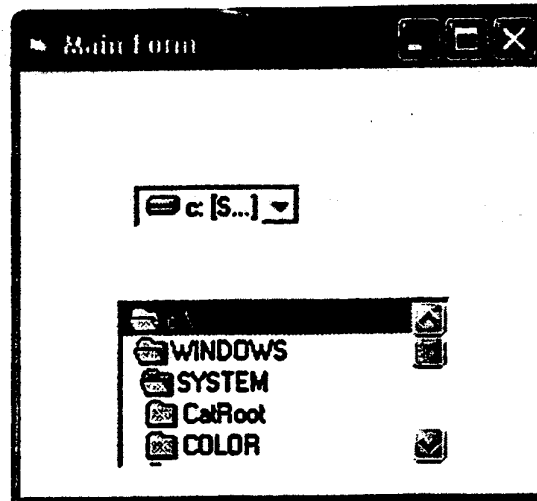 Main Form
c: [S...]
c:\
WINDOWS
SYSTEM
CatRoot
COLOR